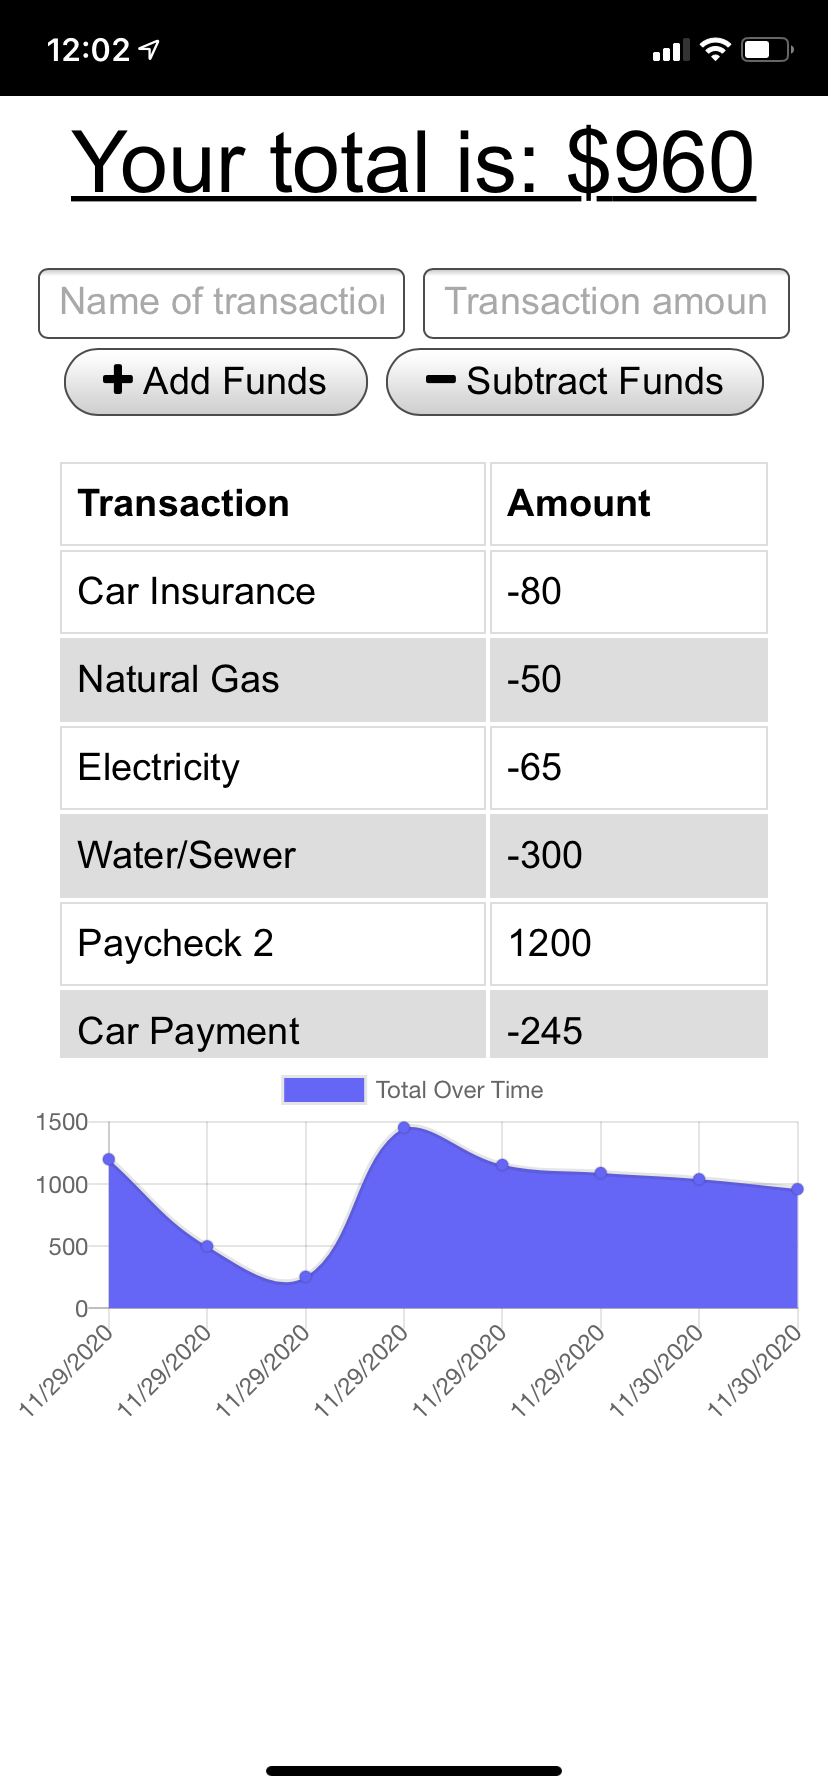 12:02
Your total is: $960
Name of transaction Transaction amoun
Add Funds Subtract Funds
Transaction Amount
Car Insurance -80
Natural Gas -50
Electricity -65
Water/Sewer -300
Paycheck 2 1200
Car Payment -245
Total Over Time
1500
1000
500
0
11/29/2020 11/29/2020 11/29/2020 11/29/2020 11/29/2020 11/29/2020 11/30/2020 11/30/2020